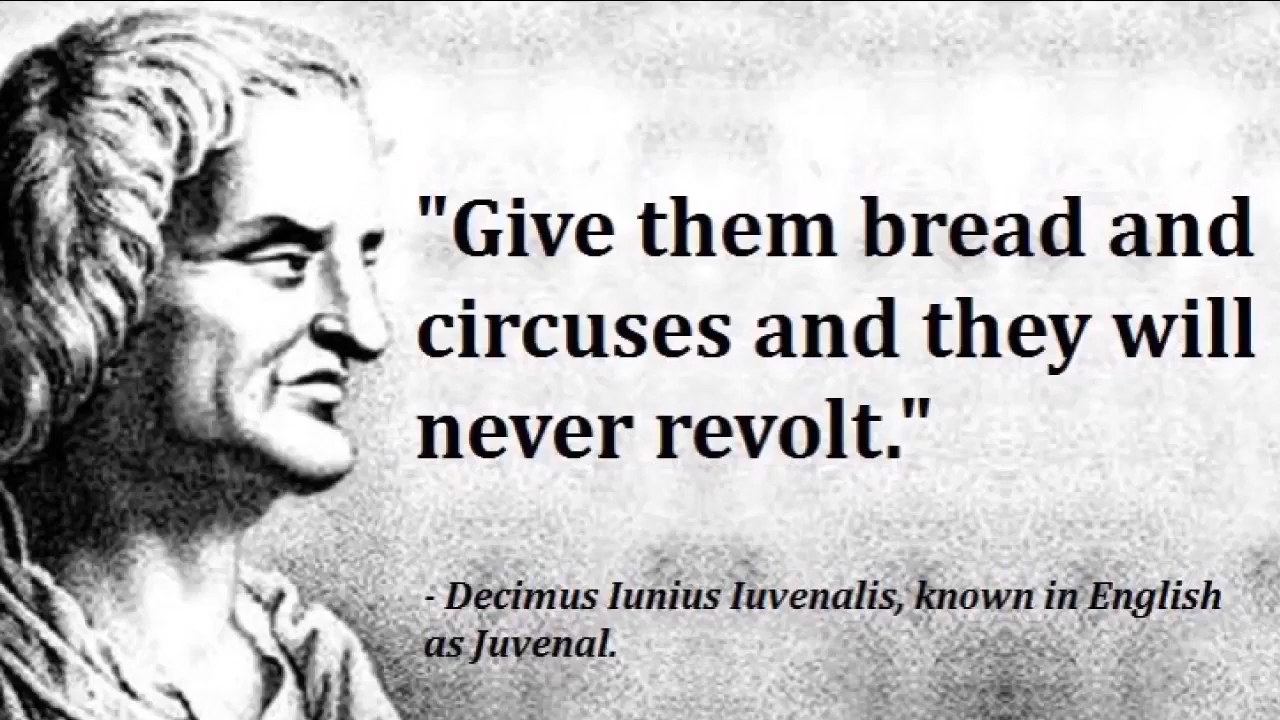 "Give them bread and
circuses and they will
never revolt."
- Decimus Iunius Iuvenalis, known in English
as Juvenal.